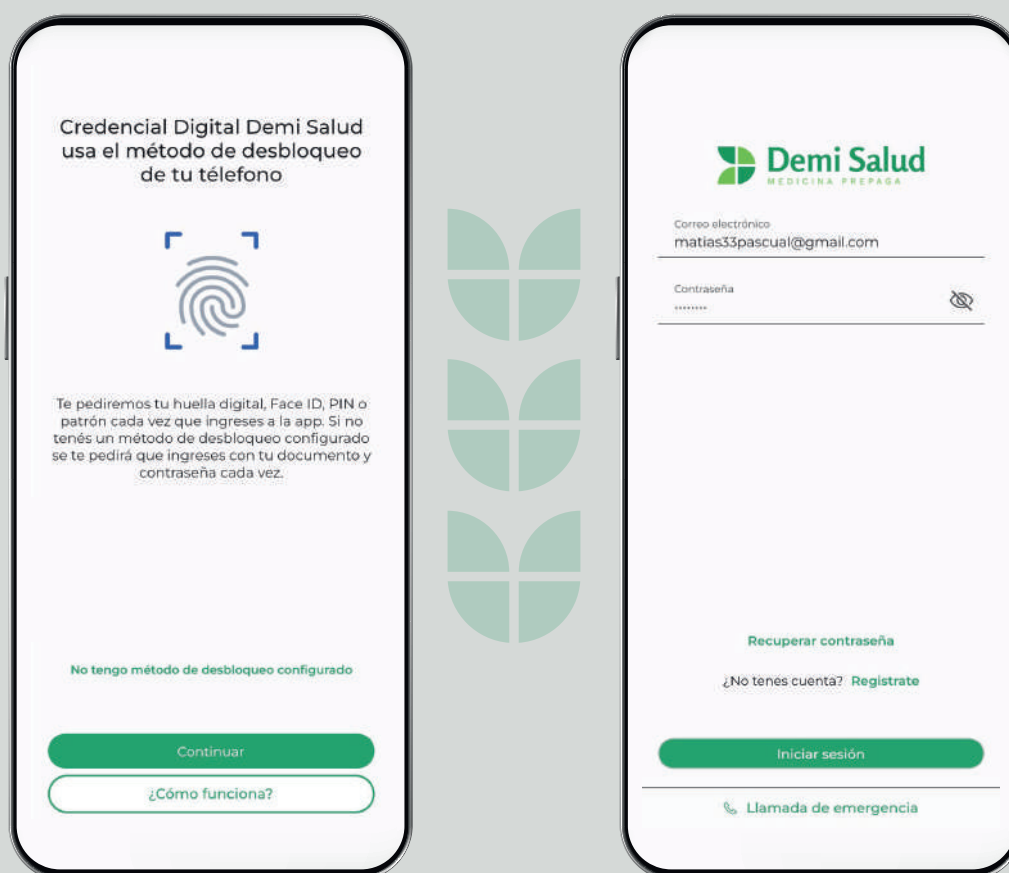 Credencial Digital Demi Salud
usa el método de desbloqueo
de tu télefono
Te pediremos tu huella digital, Face ID, PIN o
patrón cada vez que ingreses a la app. Si no
tenés un método de desbloqueo configurado
se te pedirá que ingreses con tu documento y
contraseña cada vez.
No tengo método de desbloqueo configurado
Continuar
¿Cómo funciona?
Demi Salud
MEDICINA PREPAGA
Correo electrónico
matias33pascual@gmail.com
Contraseña
········
Recuperar contraseña
¿No tenes cuenta? Registrate
Iniciar sesión
Llamada de emergencia